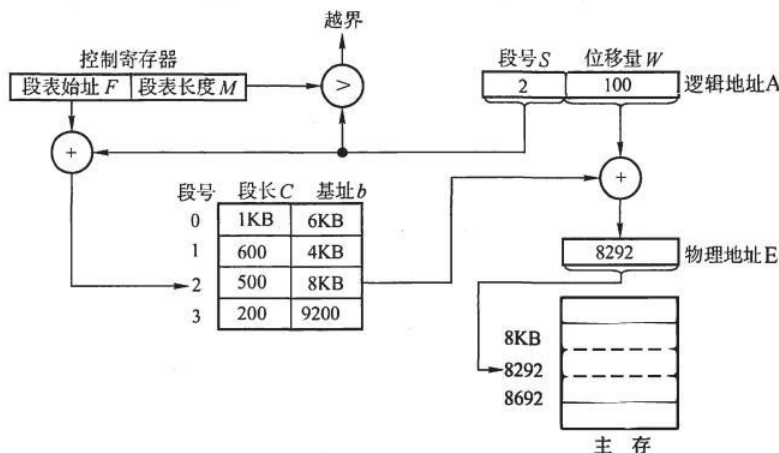 越界
控制寄存器
段表始址 F 段表长度 M
>
段号 S 位移量 W
2 100 逻辑地址A
+
+
段号 段长 C 基址 b
0 1KB 6KB
1 600 4KB
2 500 8KB
3 200 9200
8292 物理地址E
8KB
8292
8692
主 存